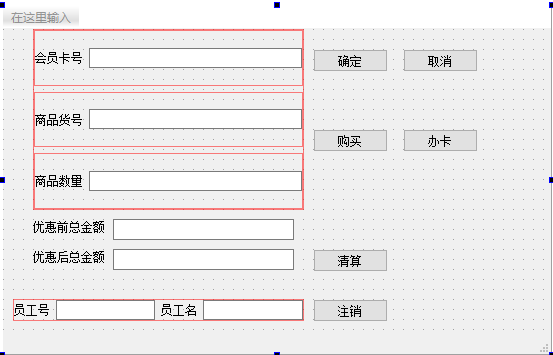 在这里输入
会员卡号 确定 取消
商品货号
购买 办卡
商品数量
优惠前总金额
优惠后总金额 清算
员工号 员工名 注销